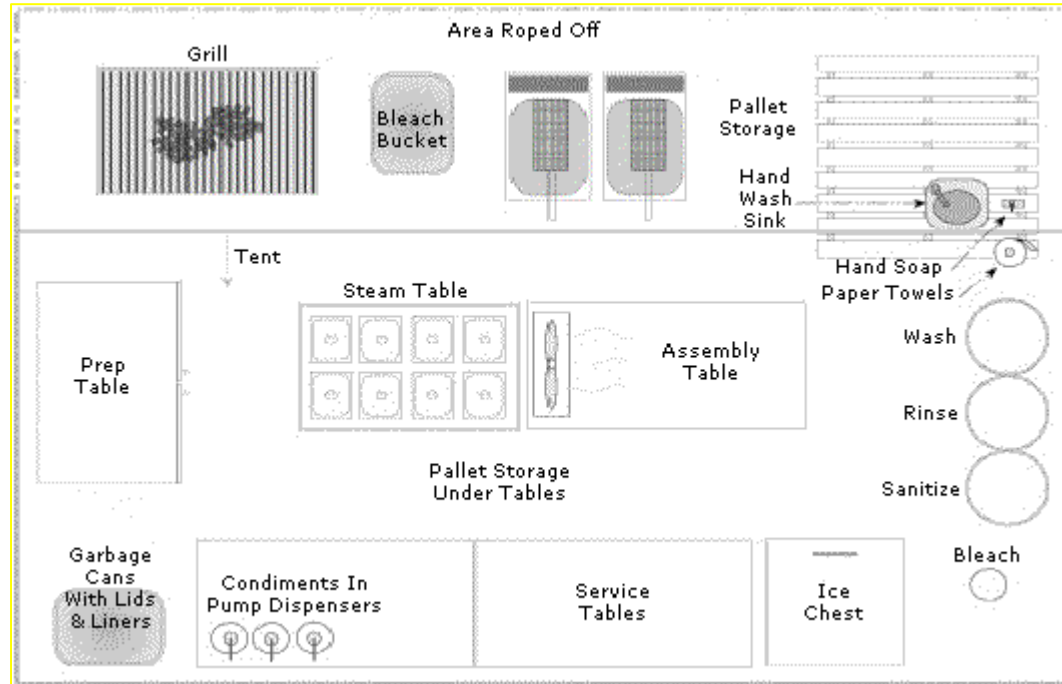 Area Roped Off
Grill
Bleach
Bucket
Pallet
Storage
Hand
Wash
Sink
Tent
Hand Soap
Paper Towels
Steam Table
Prep
Table
Assembly
Table
Wash
Rinse
Sanitize
Pallet Storage
Under Tables
Garbage
Cans
With Lids
& Liners
Condiments In
Pump Dispensers
Service
Tables
Ice
Chest
Bleach